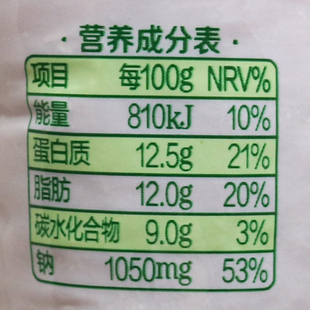 ·营养成分表·
项目 每100g NRV%
能量 810kJ 10%
蛋白质 12.5g 21%
脂肪 12.0g 20%
碳水化合物 9.0g 3%
钠 1050mg 53%